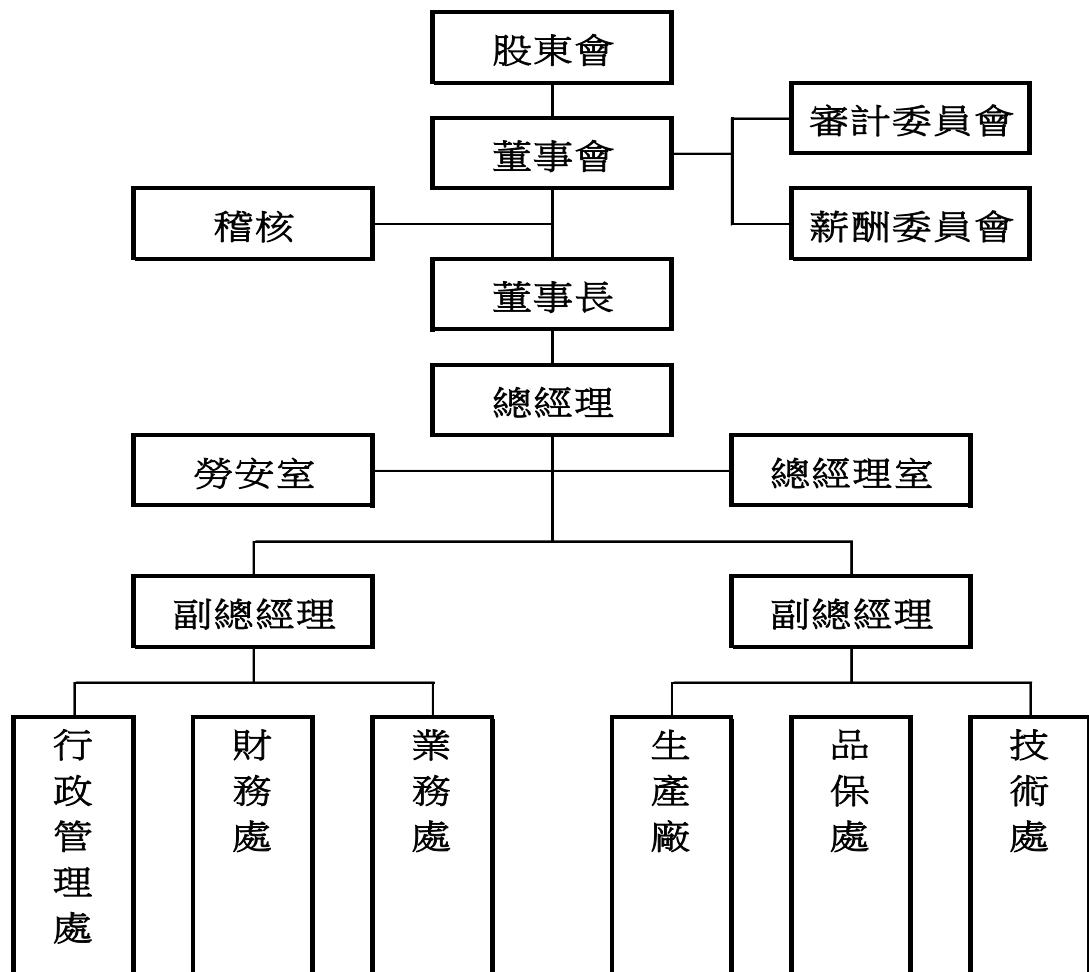 股東會
審計委員會
董事會
稽核
薪酬委員會
董事長
總經理
勞安室
總經理室
副總經理
副總經理
行政管理處
財務處
業務處
生產廠
品保處
技術處